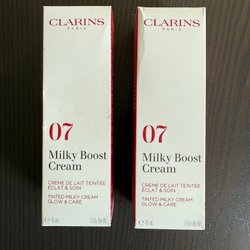 CLARINS
PARIS
07
Milky Boost
Cream
CRÈME DE LAIT TEINTÉE
ÉCLAT & SOIN
TINTED MILKY CREAM
GLOW & CARE
CLARINS
PARIS
07
Milky Boost
Cream
CRÈME DE LAIT TEINTÉE
ÉCLAT & SOIN
TINTED MILKY CREAM
GLOW & CARE